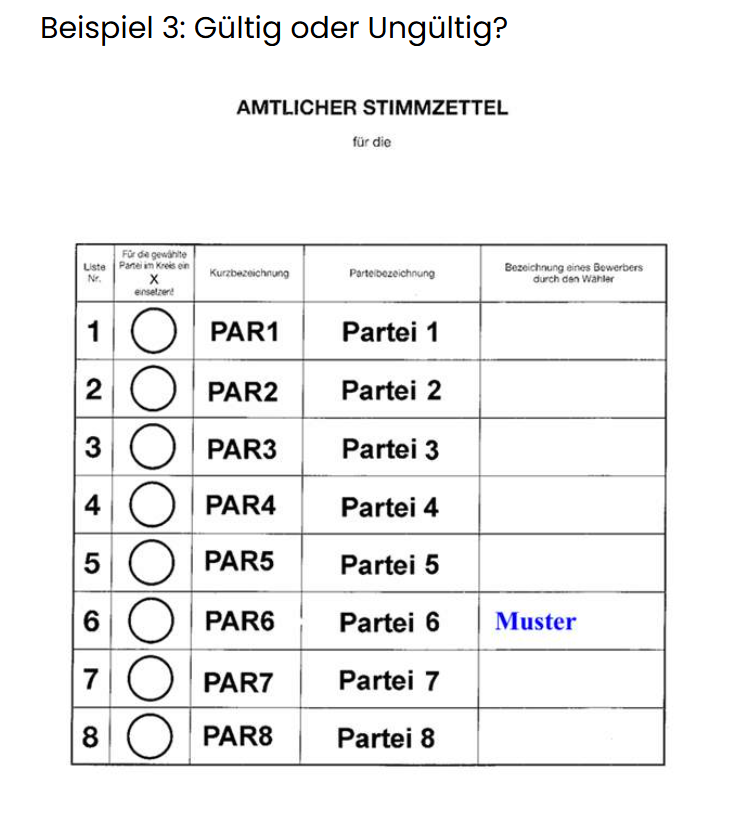 Beispiel 3: Gültig oder Ungültig?
AMTLICHER STIMMZETTEL
für die
Liste Nr.
Für die gewählte Partei im Kreis ein X einsetzen!
Kurzbezeichnung
Parteibezeichnung
Bezeichnung eines Bewerbers durch den Wähler
1 PAR1 Partei 1
2 PAR2 Partei 2
3 PAR3 Partei 3
4 PAR4 Partei 4
5 PAR5 Partei 5
6 PAR6 Partei 6 Muster
7 PAR7 Partei 7
8 PAR8 Partei 8